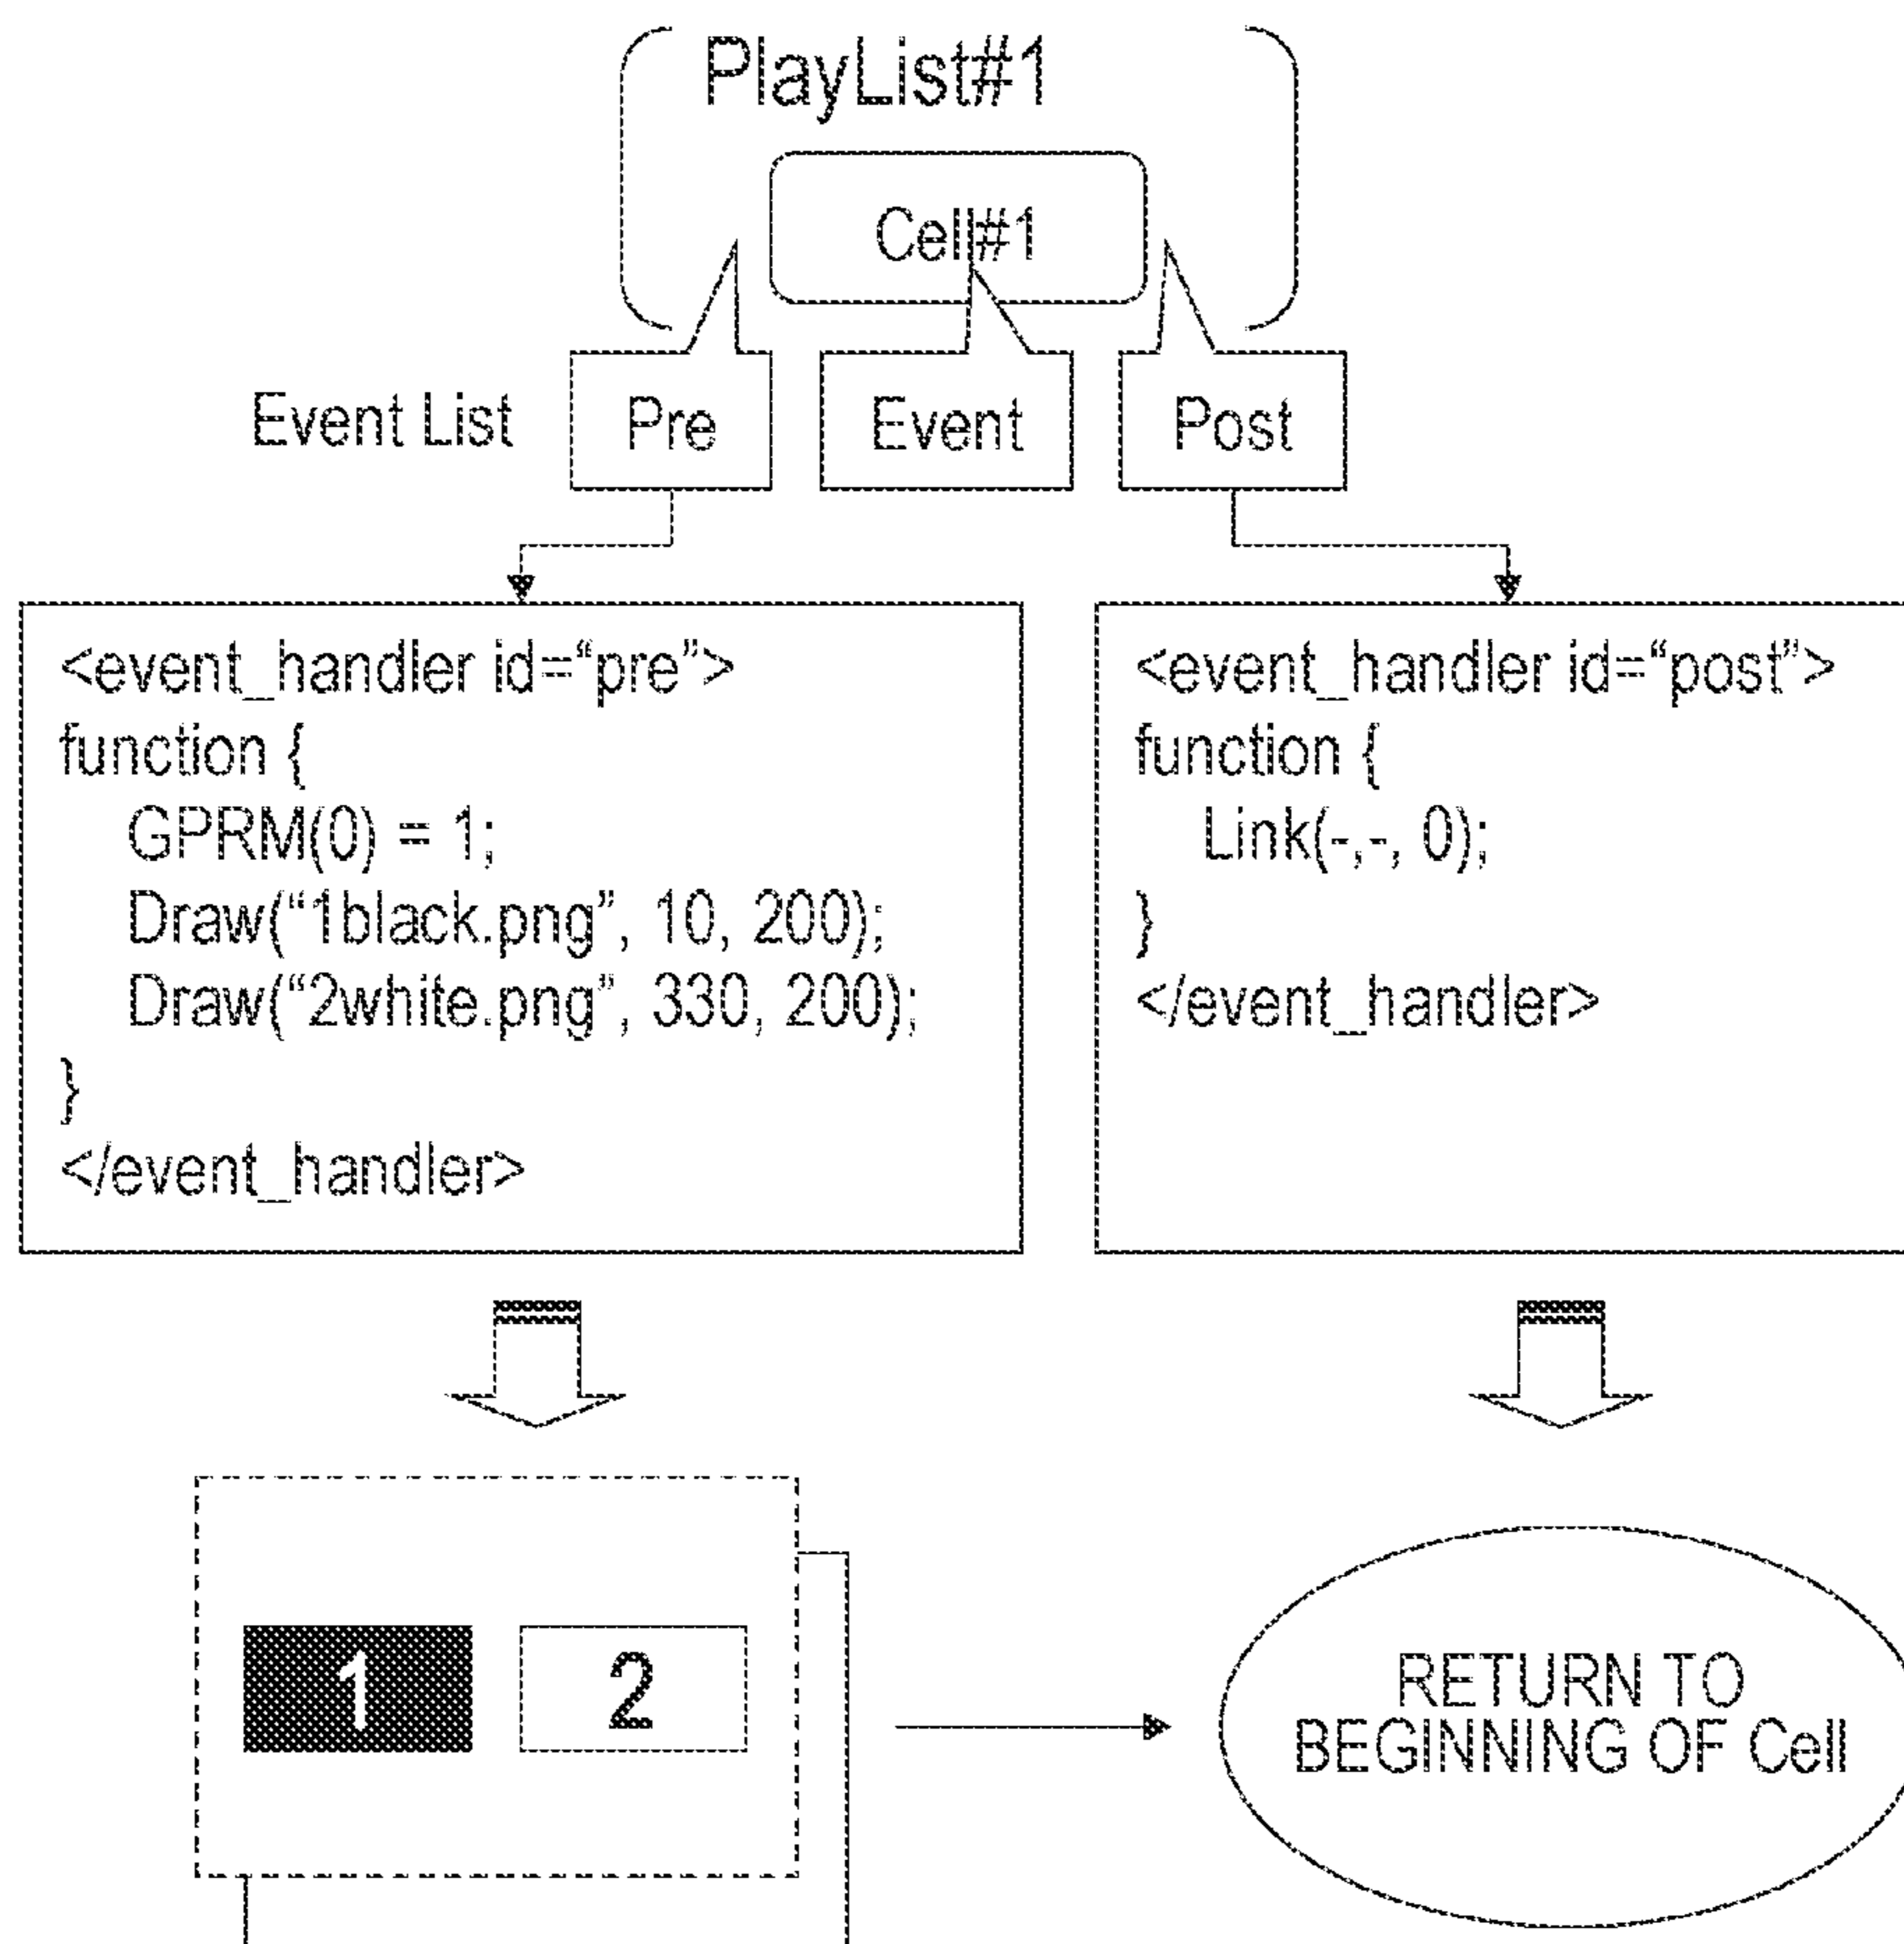 PlayList#1
Cell#1
Event List
Pre
Event
Post
<event_handler id=“pre”>
function {
GPRM(0) = 1;
Draw(“1black.png”, 10, 200);
Draw(“2white.png”, 330, 200);
}
</event_handler>
<event_handler id=“post”>
function {
Link(-,-, 0);
}
</event_handler>
1
2
RETURN TO
BEGINNING OF Cell